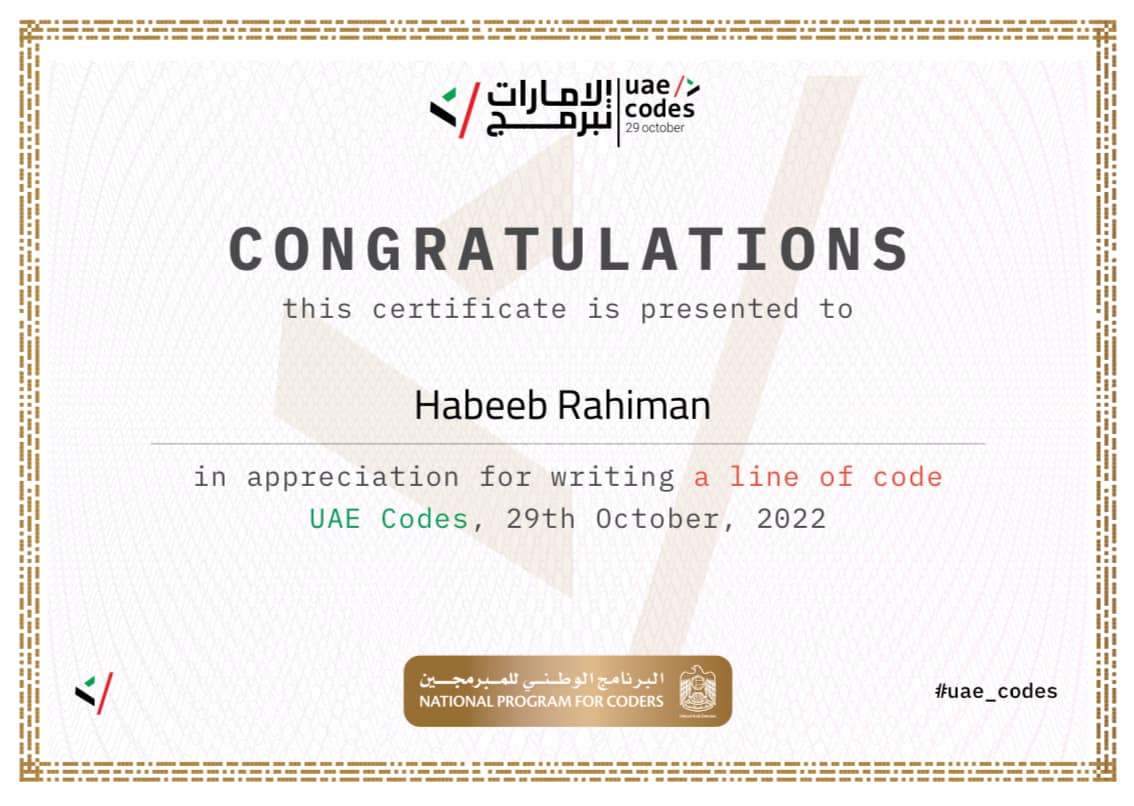 الإمارات
تبرمج
uae
codes
29 october
CONGRATULATIONS
this certificate is presented to
Habeeb Rahiman
in appreciation for writing a line of code
UAE Codes, 29th October, 2022
البرنامج الوطني للمبرمجين
NATIONAL PROGRAM FOR CODERS
#uae_codes